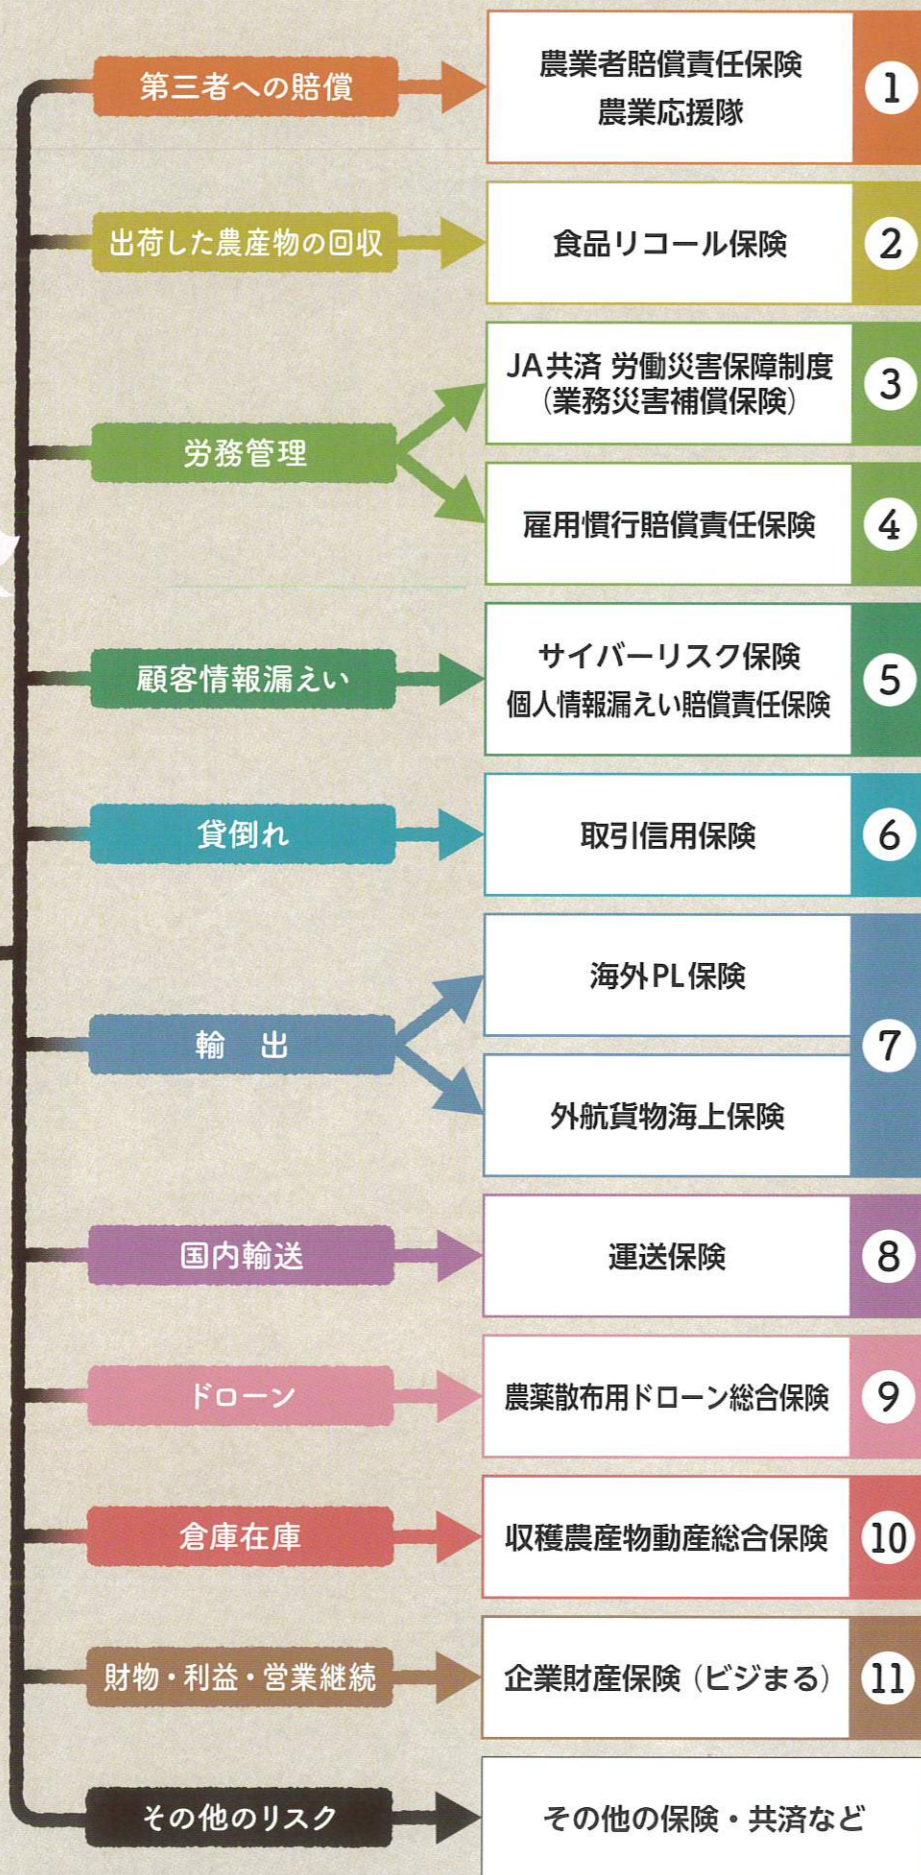 第三者への賠償
農業者賠償責任保険
農業応援隊
1
出荷した農産物の回収
食品リコール保険
2
労務管理
JA共済 労働災害保障制度
(業務災害補償保険)
3
雇用慣行賠償責任保険
4
顧客情報漏えい
サイバーリスク保険
個人情報漏えい賠償責任保険
5
貸倒れ
取引信用保険
6
輸 出
海外PL保険
外航貨物海上保険
7
国内輸送
運送保険
8
ドローン
農薬散布用ドローン総合保険
9
倉庫在庫
収穫農産物動産総合保険
10
財物・利益・営業継続
企業財産保険(ビジまる)
11
その他のリスク
その他の保険・共済など